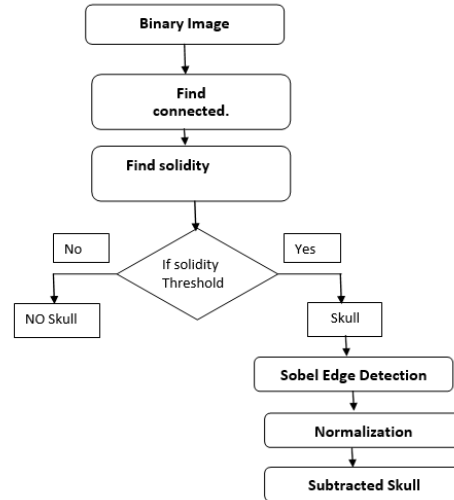 Binary Image
Find
connected.
Find solidity
No
Yes
If solidity
Threshold
NO Skull
Skull
Sobel Edge Detection
Normalization
Subtracted Skull